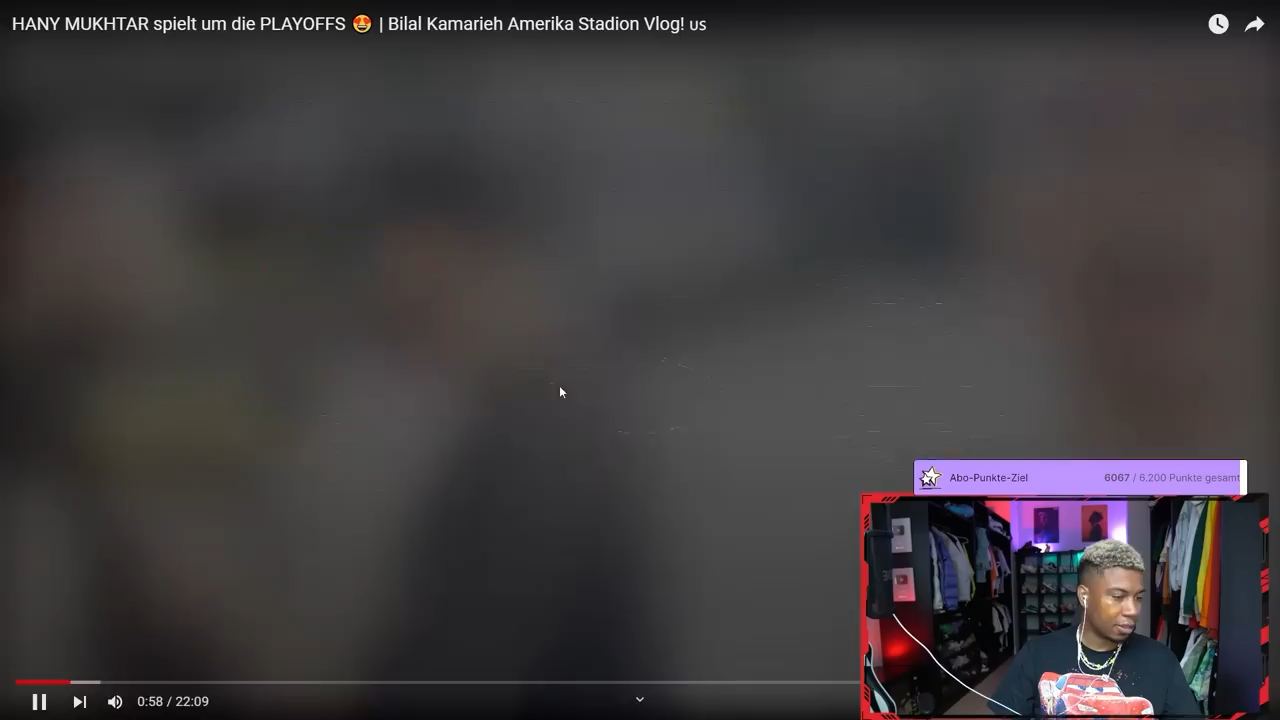 HANY MUKHTAR spielt um die PLAYOFFS 😍 | Bilal Kamarieh Amerika Stadion Vlog! us
Abo-Punkte-Ziel 6067 / 6.200 Punkte gesamt
0:58 / 22:09